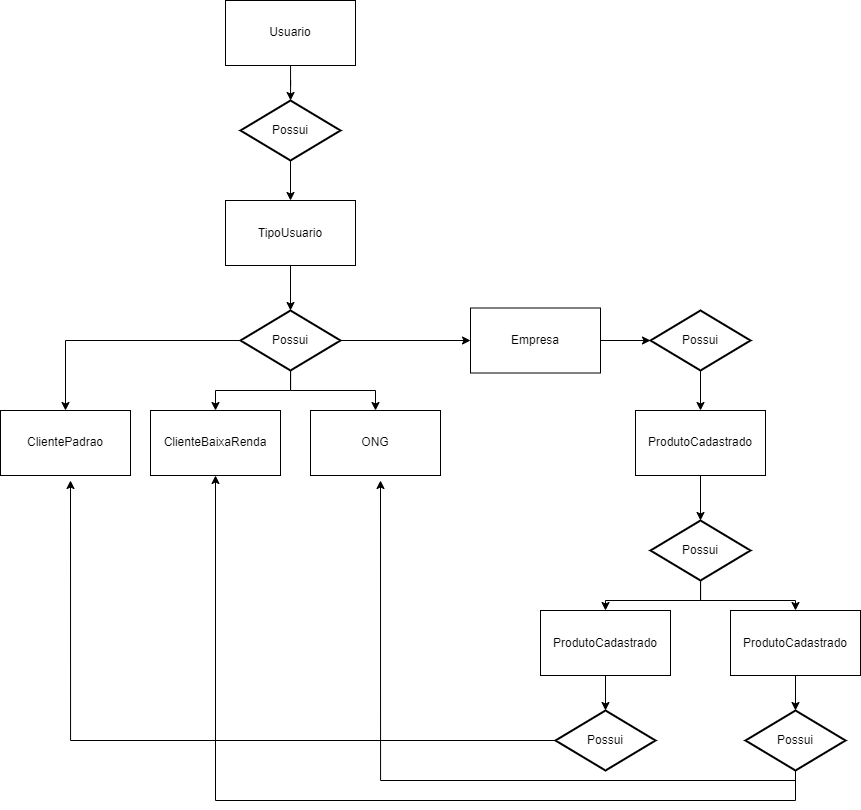 Usuario
Possui
TipoUsuario
Possui
Empresa
Possui
ClientePadrao
ClienteBaixaRenda
ONG
ProdutoCadastrado
Possui
ProdutoCadastrado
ProdutoCadastrado
Possui
Possui